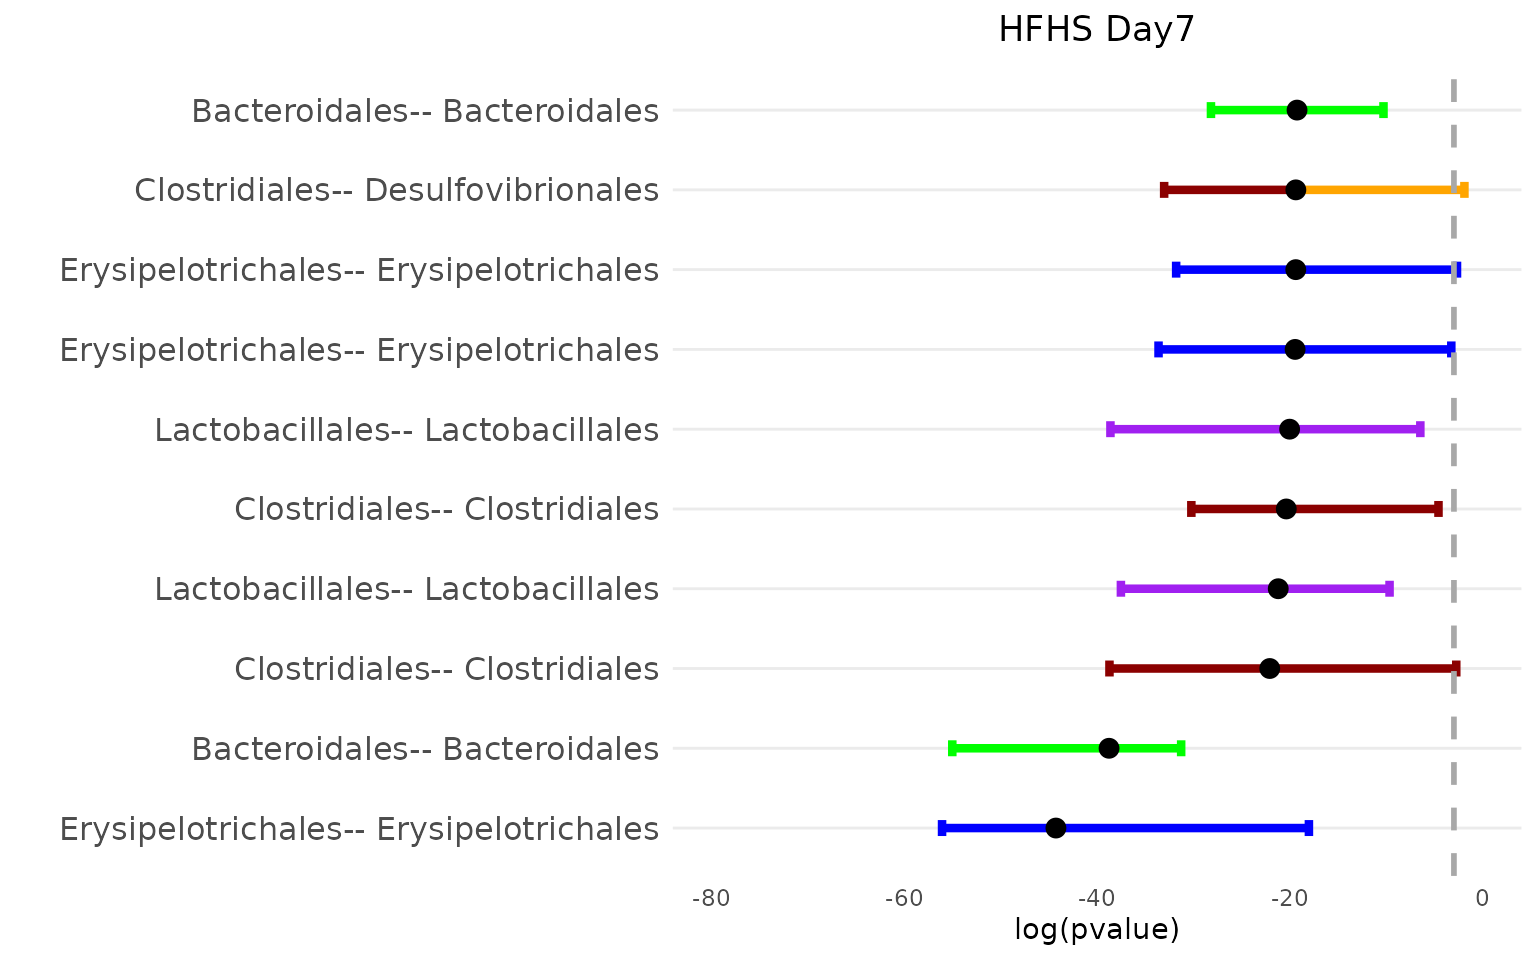 HFHS Day7
Bacteroidales-- Bacteroidales
Clostridiales-- Desulfovibrionales
Erysipelotrichales-- Erysipelotrichales
Erysipelotrichales-- Erysipelotrichales
Lactobacillales-- Lactobacillales
Clostridiales-- Clostridiales
Lactobacillales-- Lactobacillales
Clostridiales-- Clostridiales
Bacteroidales-- Bacteroidales
Erysipelotrichales-- Erysipelotrichales
-80 -60 -40 -20 0
log(pvalue)